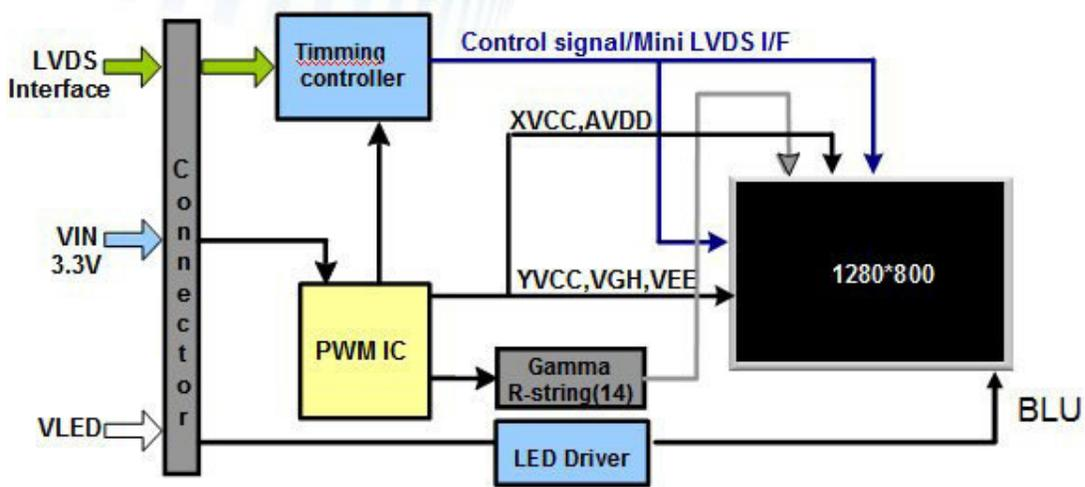 LVDS
Interface
Timming
controller
Control signal/Mini LVDS I/F
XVCC,AVDD
Connector
VIN
3.3V
1280*800
YVCC,VGH,VEE
PWM IC
Gamma
R-string(14)
BLU
VLED
LED Driver